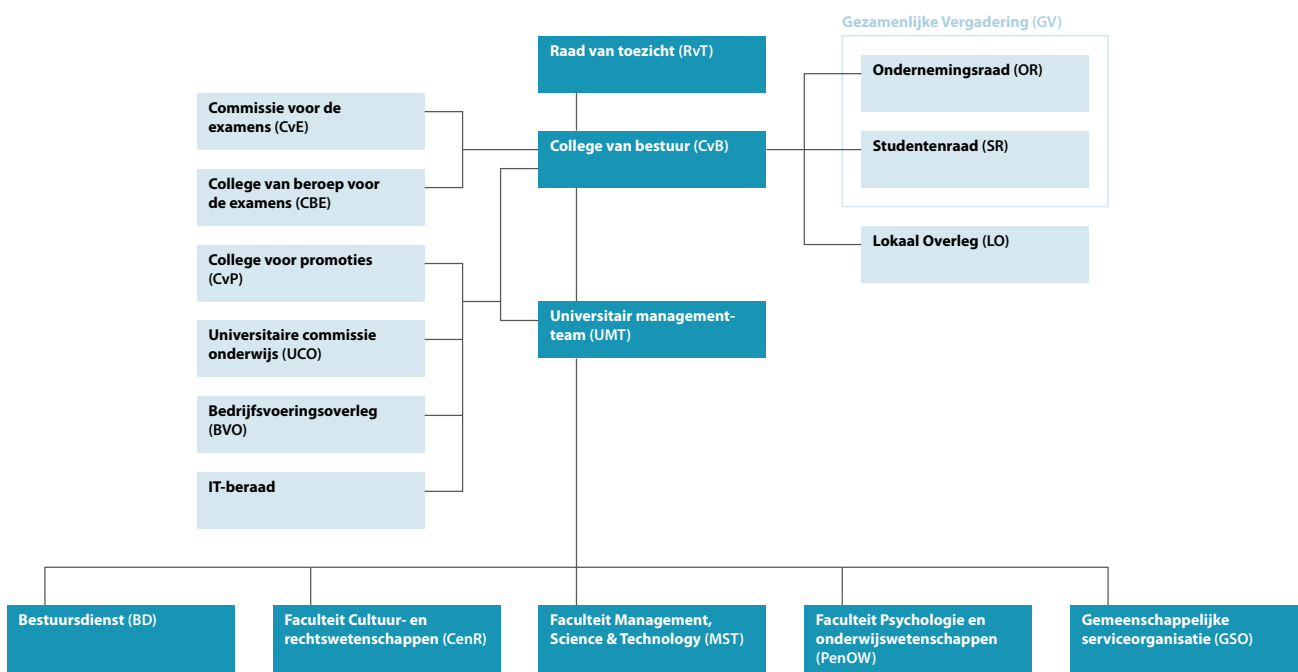 Gezamenlijke Vergadering (GV)
Raad van toezicht (RvT)
Ondernemingsraad (OR)
Commissie voor de
examens (CvE)
College van bestuur (CvB)
Studentenraad (SR)
College van beroep voor
de examens (CBE)
Lokaal Overleg (LO)
College voor promoties
(CvP)
Universitair management-
team (UMT)
Universitaire commissie
onderwijs (UCO)
Bedrijfsvoeringsoverleg
(BVO)
IT-beraad
Bestuursdienst (BD)
Faculteit Cultuur- en
rechtswetenschappen (CenR)
Faculteit Management,
Science & Technology (MST)
Faculteit Psychologie en
onderwijswetenschappen
(PenOW)
Gemeenschappelijke
serviceorganisatie (GSO)